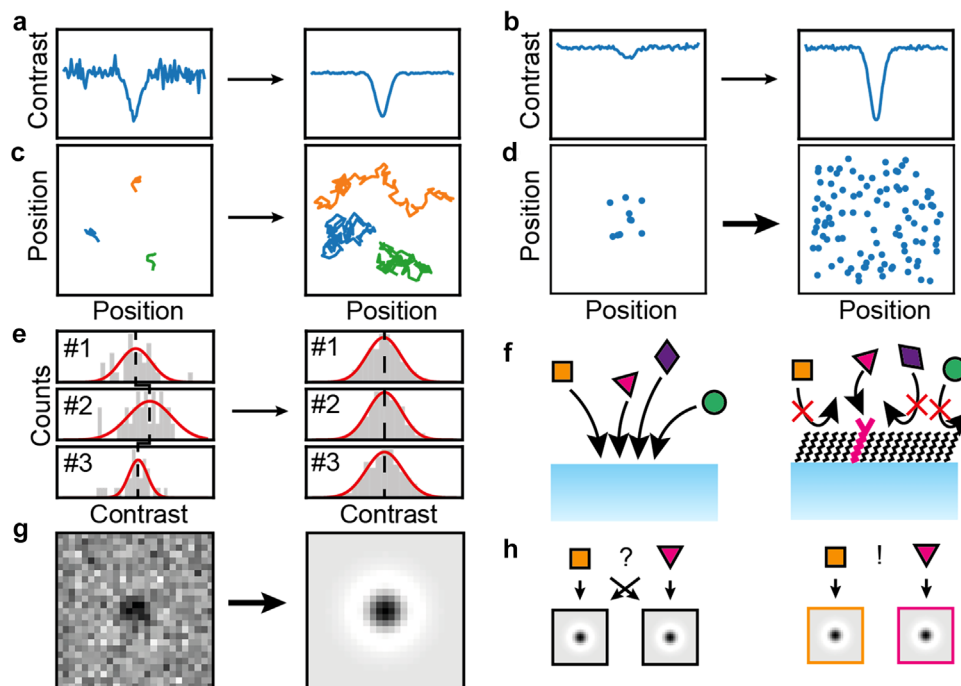 a
Contrast
b
Contrast
c
Position
Position
Position
d
Position
Position
Position
e
Counts
#1
#2
#3
#1
#2
#3
Contrast
Contrast
f
g
h
?
!